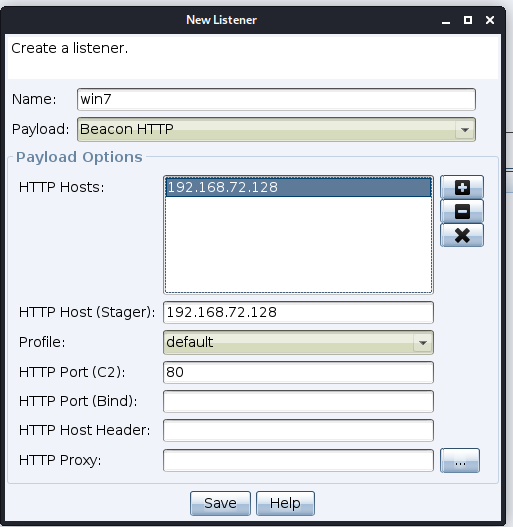 New Listener
Create a listener.
Name: win7
Payload: Beacon HTTP
Payload Options
HTTP Hosts: 192.168.72.128
HTTP Host (Stager): 192.168.72.128
Profile: default
HTTP Port (C2): 80
HTTP Port (Bind):
HTTP Host Header:
HTTP Proxy: ...
Save Help